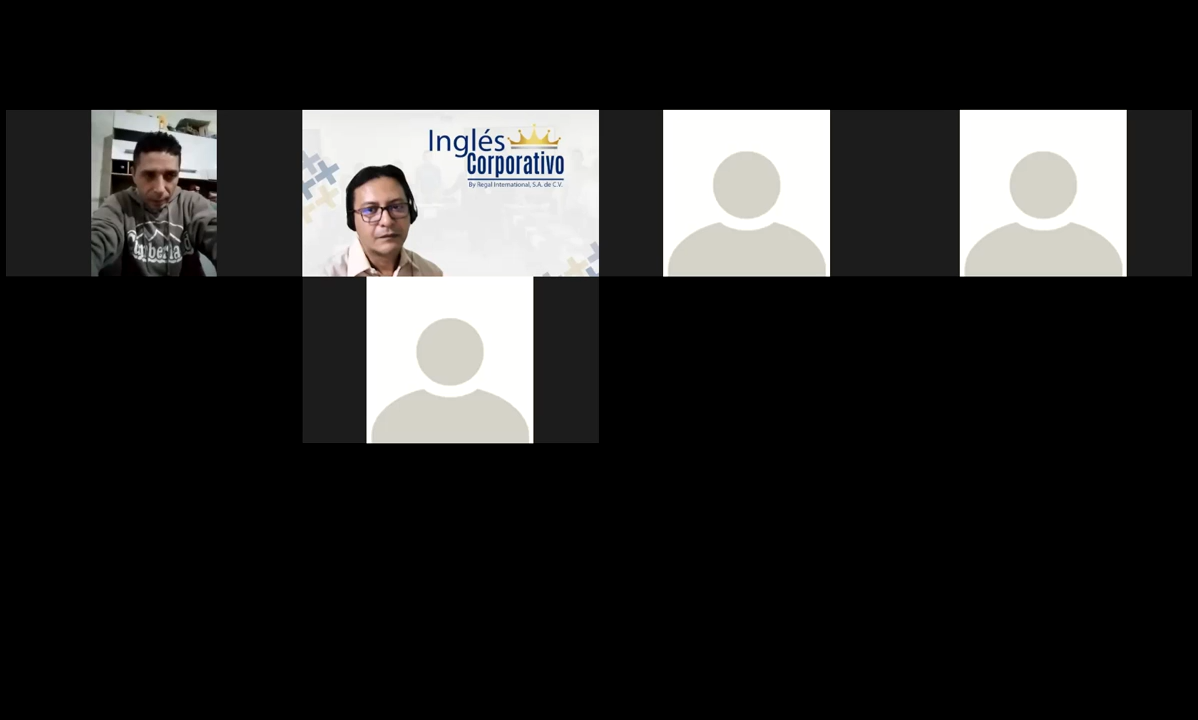 Inglés
Corporativo
By Regal International, S.A. de C.V.